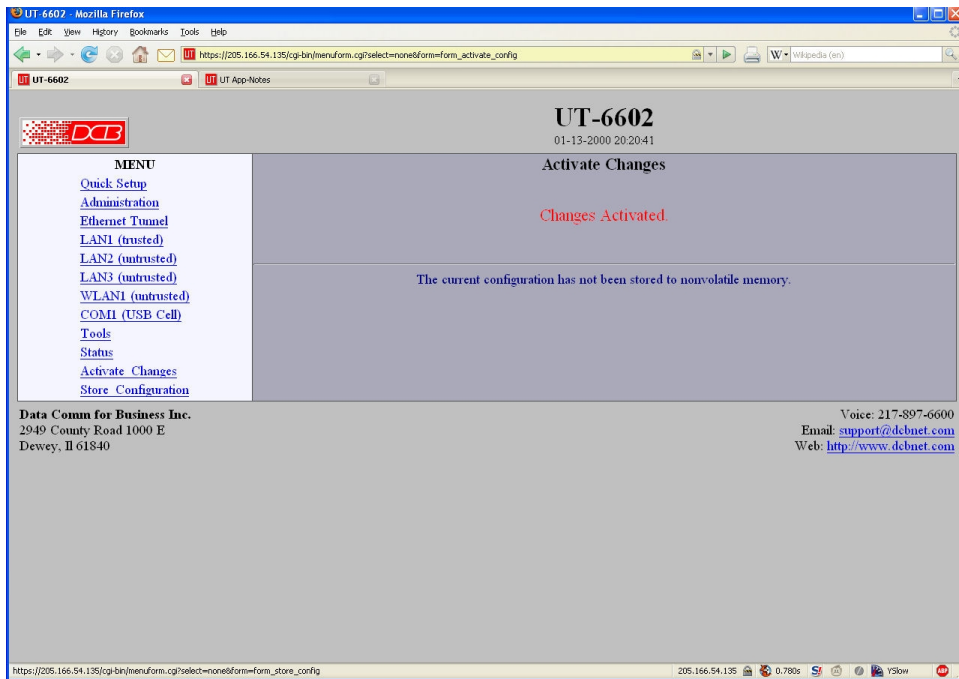 UT-6602 - Mozilla Firefox
File Edit View History Bookmarks Tools Help
https://205.166.54.135/cgi-bin/menuform.cgi?select=none&form=form_activate_config
W Wikipedia (en)
UT-6602
UT App-Notes
DCB
UT-6602
01-13-2000 20:20:41
MENU
Quick Setup
Administration
Ethernet Tunnel
LAN1 (trusted)
LAN2 (untrusted)
LAN3 (untrusted)
WLAN1 (untrusted)
COM1 (USB Cell)
Tools
Status
Activate Changes
Store Configuration
Activate Changes
Changes Activated.
The current configuration has not been stored to nonvolatile memory.
Data Comm for Business Inc.
2949 County Road 1000 E
Dewey, Il 61840
Voice: 217-897-6600
Email: support@dcbnet.com
Web: http://www.dcbnet.com
https://205.166.54.135/cgi-bin/menuform.cgi?select=none&form=form_store_config
205.166.54.135 0.780s YSlow ABP